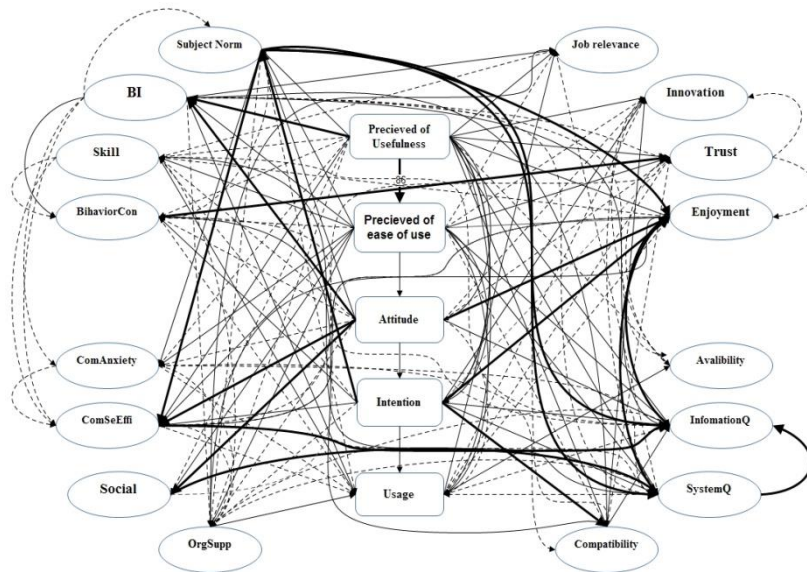 Subject Norm
Job relevance
BI
Innovation
Precieved of
Usefulness
Skill
Trust
.86
BihaviorCon
Precieved of
ease of use
Enjoyment
Attitude
ComAnxiety
Avalibility
Intention
ComSeEffi
InfomationQ
Social
Usage
SystemQ
OrgSupp
Compatibility